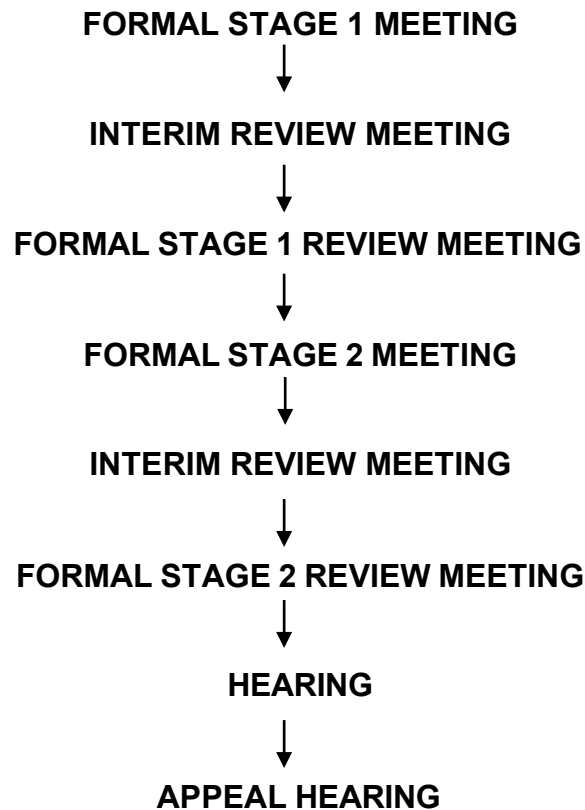 FORMAL STAGE 1 MEETING
INTERIM REVIEW MEETING
FORMAL STAGE 1 REVIEW MEETING
FORMAL STAGE 2 MEETING
INTERIM REVIEW MEETING
FORMAL STAGE 2 REVIEW MEETING
HEARING
APPEAL HEARING